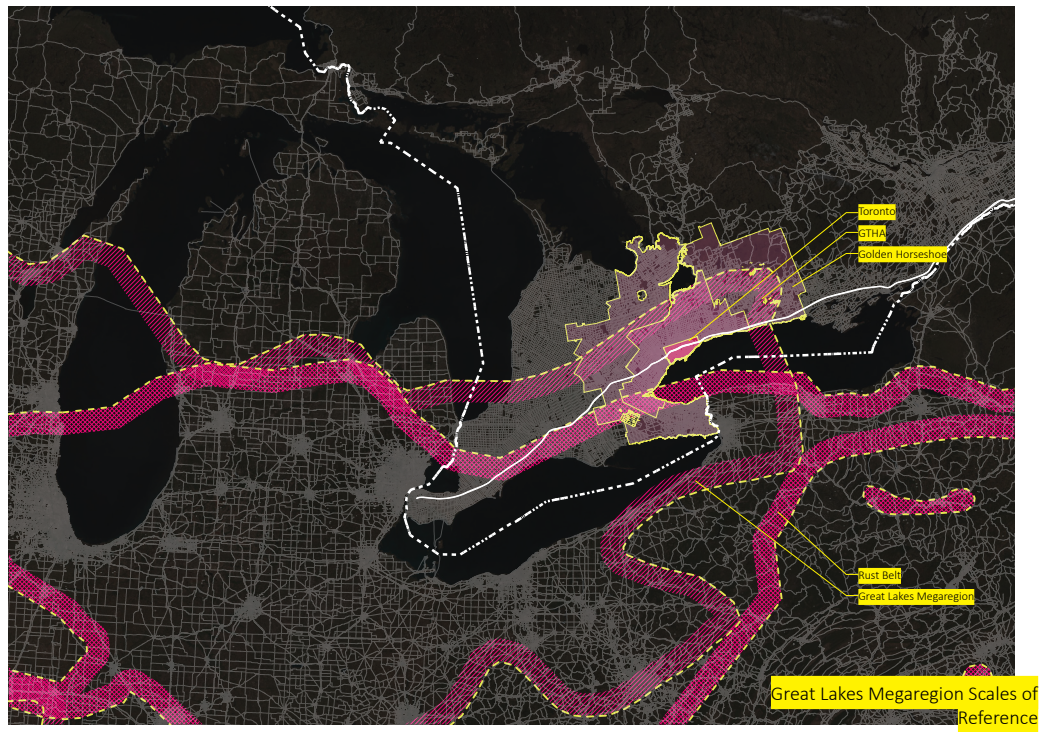 Toronto
GTHA
Golden Horseshoe
Rust Belt
Great Lakes Megaregion
Great Lakes Megaregion Scales of
Reference